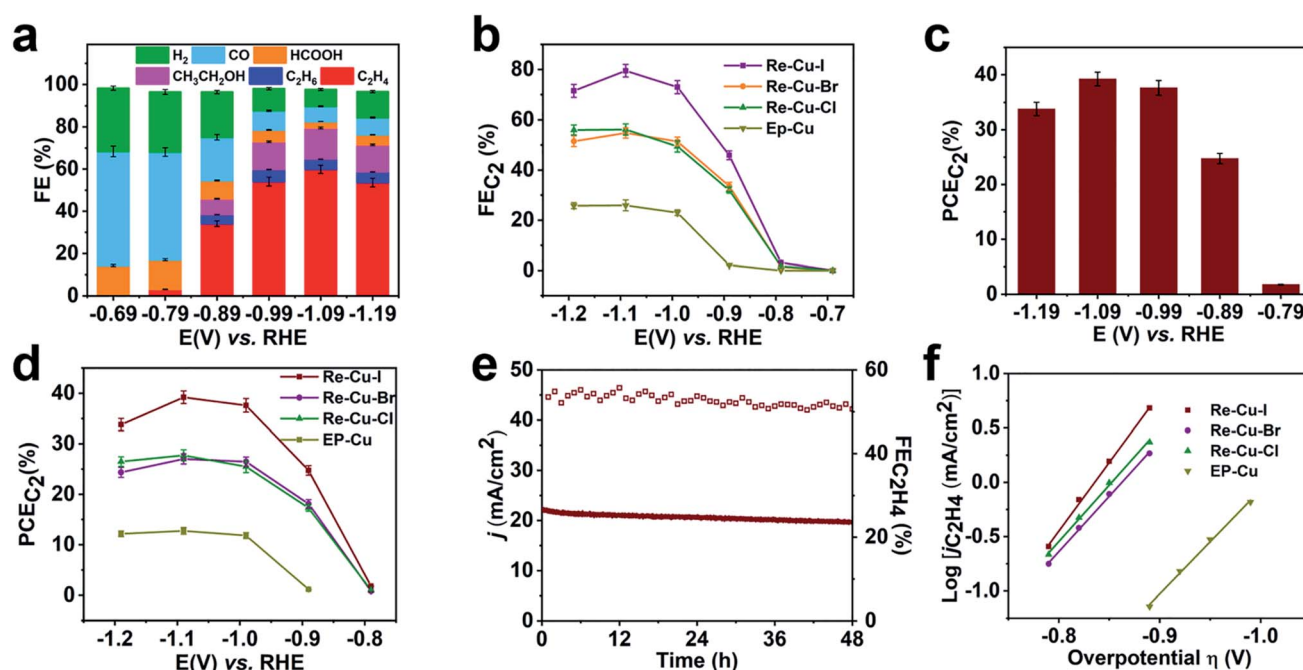 a
H2 CO HCOOH
CH3CH2OH C2H6 C2H4
FE (%)
100
80
60
40
20
0
-0.69 -0.79 -0.89 -0.99 -1.09 -1.19
E(V) vs. RHE
b
Re-Cu-I
Re-Cu-Br
Re-Cu-Cl
Ep-Cu
FEC2 (%)
80
60
40
20
0
-1.2 -1.1 -1.0 -0.9 -0.8 -0.7
E(V) vs. RHE
c
PCEC2(%)
40
30
20
10
0
-1.19 -1.09 -0.99 -0.89 -0.79
E (V) vs. RHE
d
Re-Cu-I
Re-Cu-Br
Re-Cu-Cl
EP-Cu
PCEC2(%)
40
30
20
10
0
-1.2 -1.1 -1.0 -0.9 -0.8
E(V) vs. RHE
e
j (mA/cm2)
50
45
40
35
30
25
20
15
10
5
0
60
40
20
0
FEC2H4 (%)
0 12 24 36 48
Time (h)
f
Re-Cu-I
Re-Cu-Br
Re-Cu-Cl
EP-Cu
Log [jC2H4 (mA/cm2)]
1.0
0.5
0.0
-0.5
-1.0
-0.8 -0.9 -1.0
Overpotential η (V)